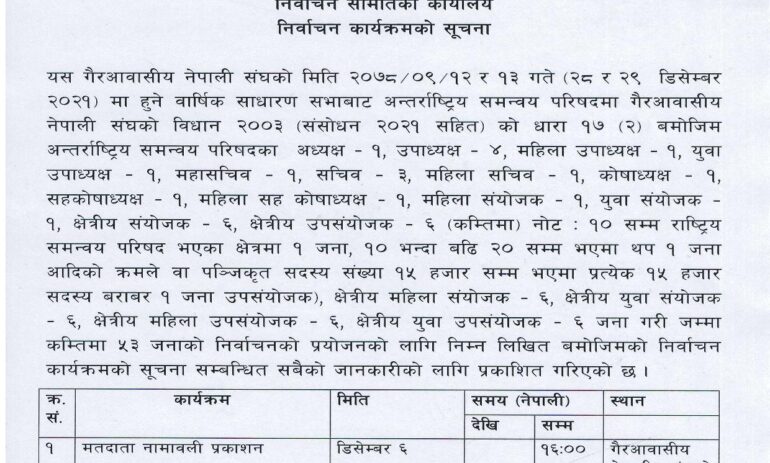 निर्वाचन समितिको कार्यालय
निर्वाचन कार्यक्रमको सूचना
यस गैरआवासीय नेपाली संघको मिति २०७८/०९/१२ र १३ गते (२८ र २९ डिसेम्बर
२०२१) मा हुने वार्षिक साधारण सभाबाट अन्तर्राष्ट्रिय समन्वय परिषदमा गैरआवासीय
नेपाली संघको विधान २००३ (संसोधन २०२१ सहित) को धारा १७ (२) बमोजिम
अन्तर्राष्ट्रिय समन्वय परिषदका अध्यक्ष - १, उपाध्यक्ष - ४, महिला उपाध्यक्ष - १, युवा
उपाध्यक्ष - १, महासचिव - १, सचिव - ३, महिला सचिव - १, कोषाध्यक्ष - १,
सहकोषाध्यक्ष - १, महिला सह कोषाध्यक्ष - १, महिला संयोजक - १, युवा संयोजक -
१, क्षेत्रीय संयोजक - ६, क्षेत्रीय उपसंयोजक - ६ (कम्तिमा) नोट : १० सम्म राष्ट्रिय
समन्वय परिषद भएका क्षेत्रमा १ जना, १० भन्दा बढि २० सम्म भएमा थप १ जना
आदिको क्रमले वा पञ्जिकृत सदस्य संख्या १५ हजार सम्म भएमा प्रत्येक १५ हजार
सदस्य बराबर १ जना उपसंयोजक), क्षेत्रीय महिला संयोजक - ६, क्षेत्रीय युवा संयोजक
- ६, क्षेत्रीय महिला उपसंयोजक - ६, क्षेत्रीय युवा उपसंयोजक - ६ जना गरी जम्मा
कम्तिमा ५३ जनाको निर्वाचनको प्रयोजनको लागि निम्न लिखित बमोजिमको निर्वाचन
कार्यक्रमको सूचना सम्बन्धित सबैको जानकारीको लागि प्रकाशित गरिएको छ ।
क्र. सं. कार्यक्रम मिति समय (नेपाली) स्थान
देखि सम्म
१ मतदाता नामावली प्रकाशन डिसेम्बर ६ १६:०० गैरआवासीय